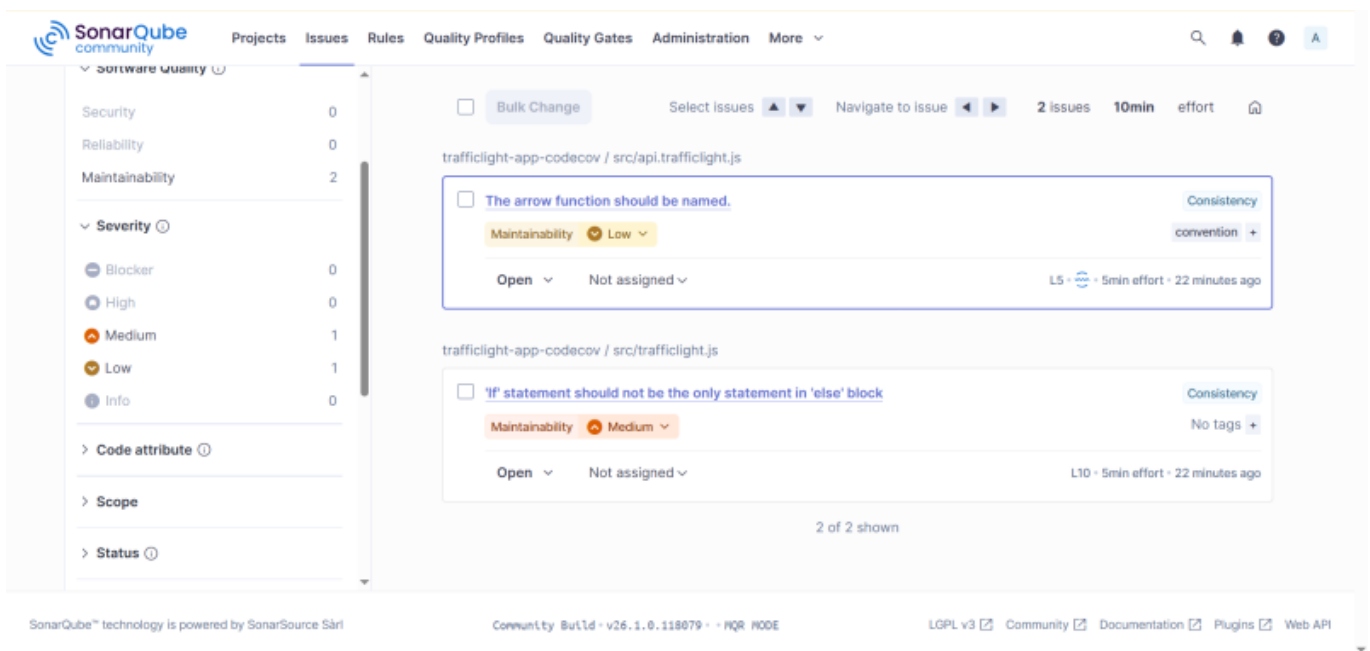 SonarQube community
Projects Issues Rules Quality Profiles Quality Gates Administration More
A
Software Quality
Security 0
Reliability 0
Maintainability 2
Severity
Blocker 0
High 0
Medium 1
Low 1
Info 0
Code attribute
Scope
Status
Bulk Change Select issues Navigate to issue 2 issues 10min effort
trafficlight-app-codecov / src/api.trafficlight.js
The arrow function should be named. Consistency
Maintainability Low convention +
Open Not assigned L5 • 5min effort • 22 minutes ago
trafficlight-app-codecov / src/trafficlight.js
'If' statement should not be the only statement in 'else' block Consistency
Maintainability Medium No tags +
Open Not assigned L10 • 5min effort • 22 minutes ago
2 of 2 shown
SonarQube™ technology is powered by SonarSource Sàrl Community Build • v26.1.0.118079 • • MQR MODE LGPL v3 Community Documentation Plugins Web API